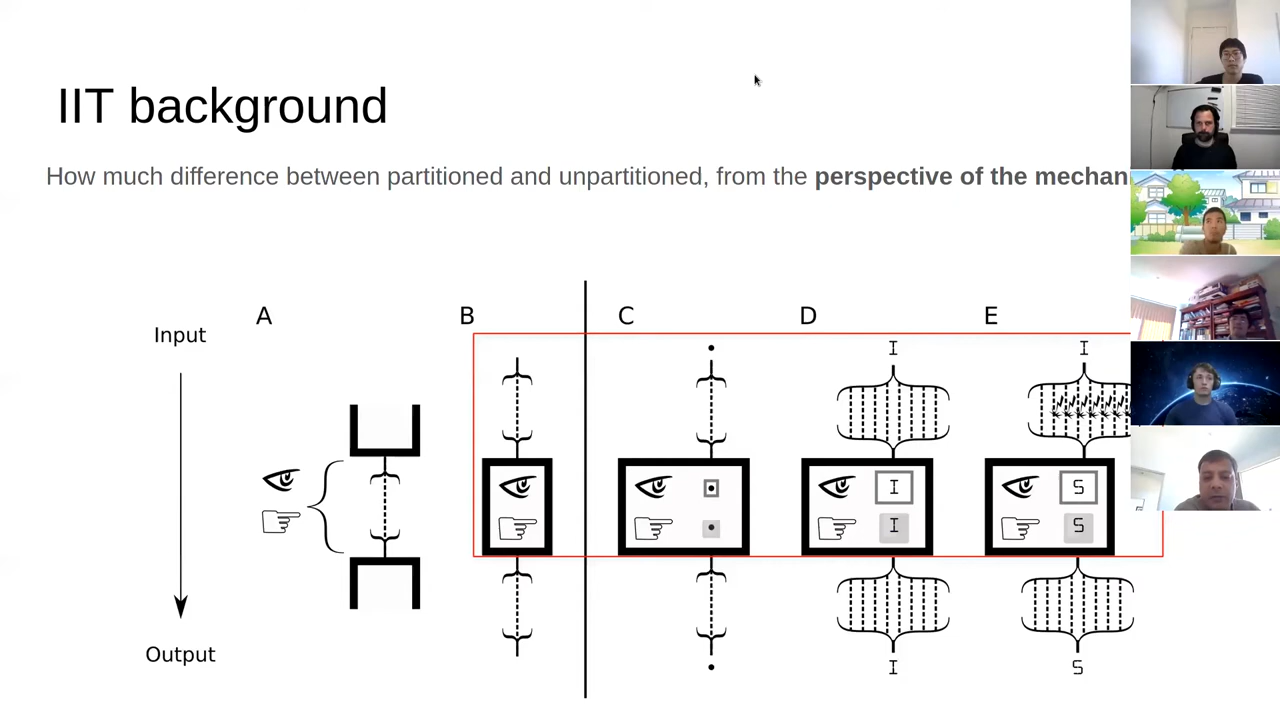 IIT background
How much difference between partitioned and unpartitioned, from the perspective of the mechan
A B C D E
Input
I I
I S
I S
Output
I S